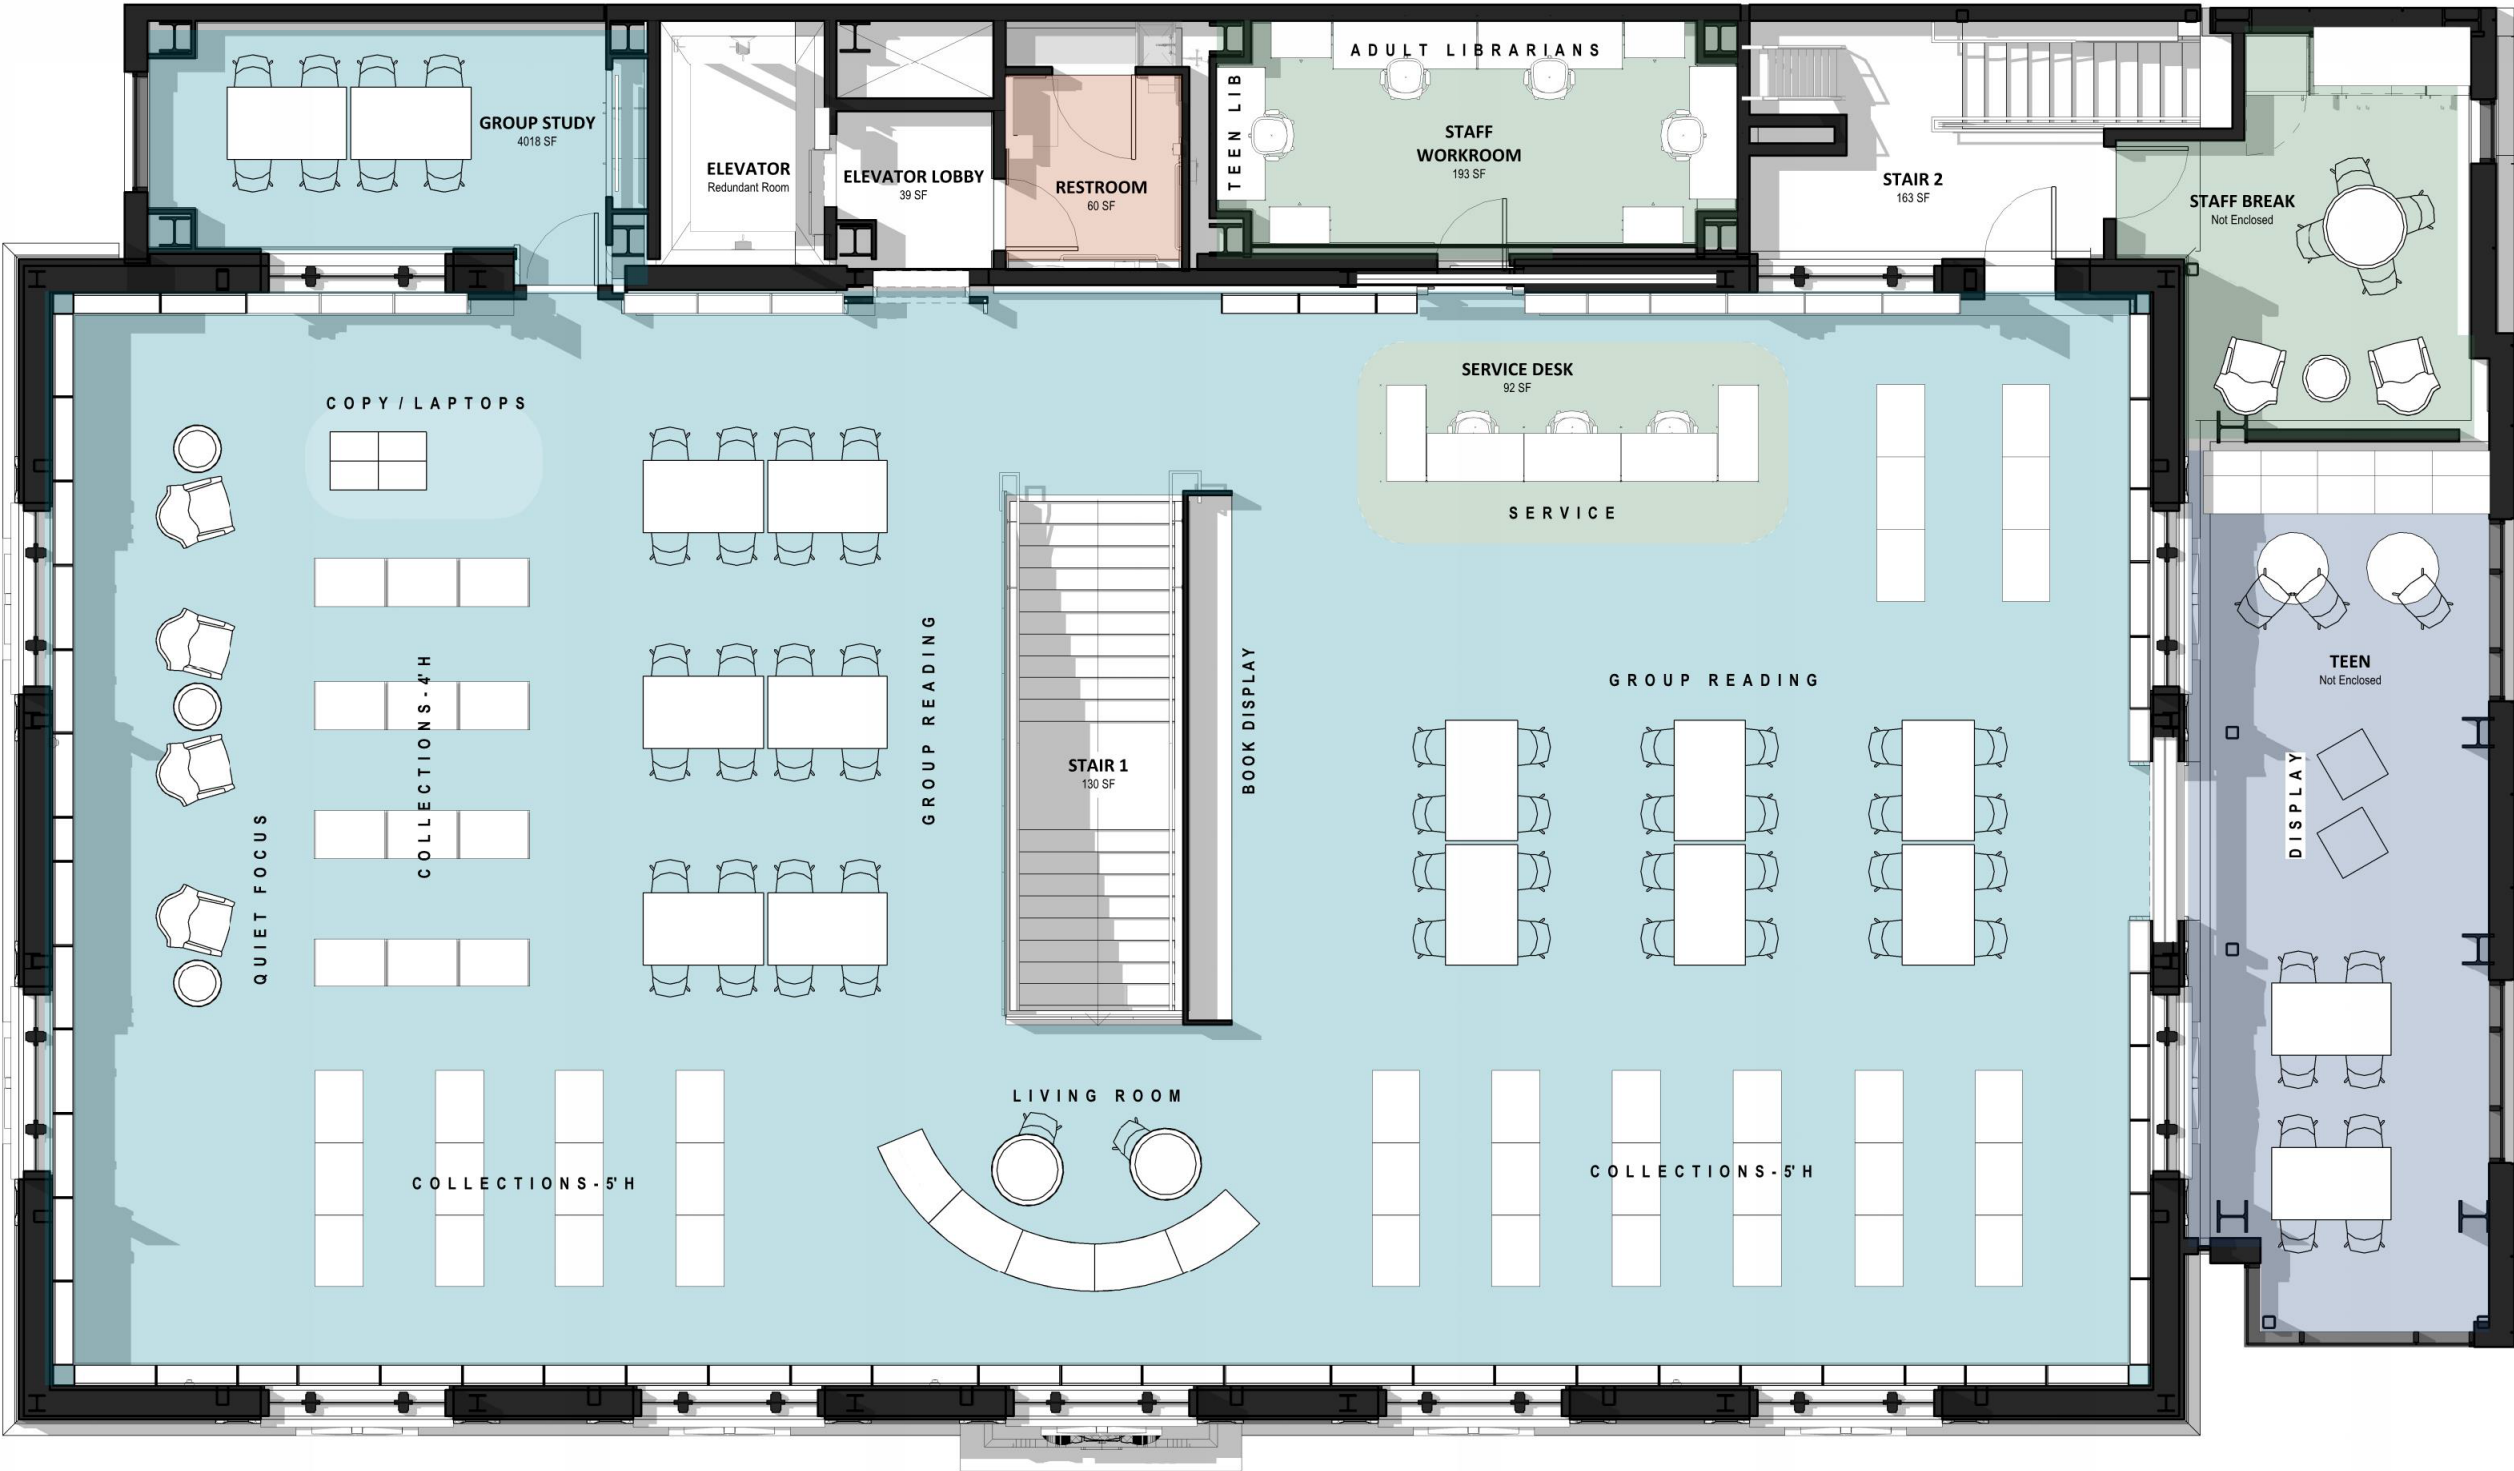 ADULT LIBRARIANS
TEEN LIB
GROUP STUDY
4018 SF
STAFF
WORKROOM
193 SF
ELEVATOR
Redundant Room
ELEVATOR LOBBY
39 SF
RESTROOM
60 SF
STAIR 2
163 SF
STAFF BREAK
Not Enclosed
COPY / LAPTOPS
SERVICE DESK
92 SF
SERVICE
QUIET FOCUS
COLLECTIONS - 4' H
GROUP READING
STAIR 1
130 SF
BOOK DISPLAY
GROUP READING
TEEN
Not Enclosed
DISPLAY
LIVING ROOM
COLLECTIONS - 5' H
COLLECTIONS - 5' H